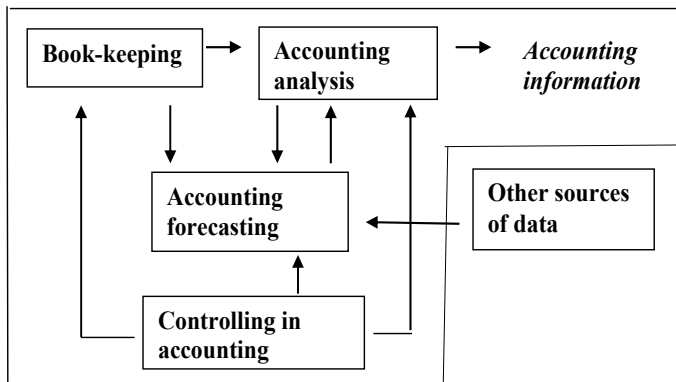 Book-keeping
Accounting
analysis
Accounting
information
Accounting
forecasting
Other sources
of data
Controlling in
accounting